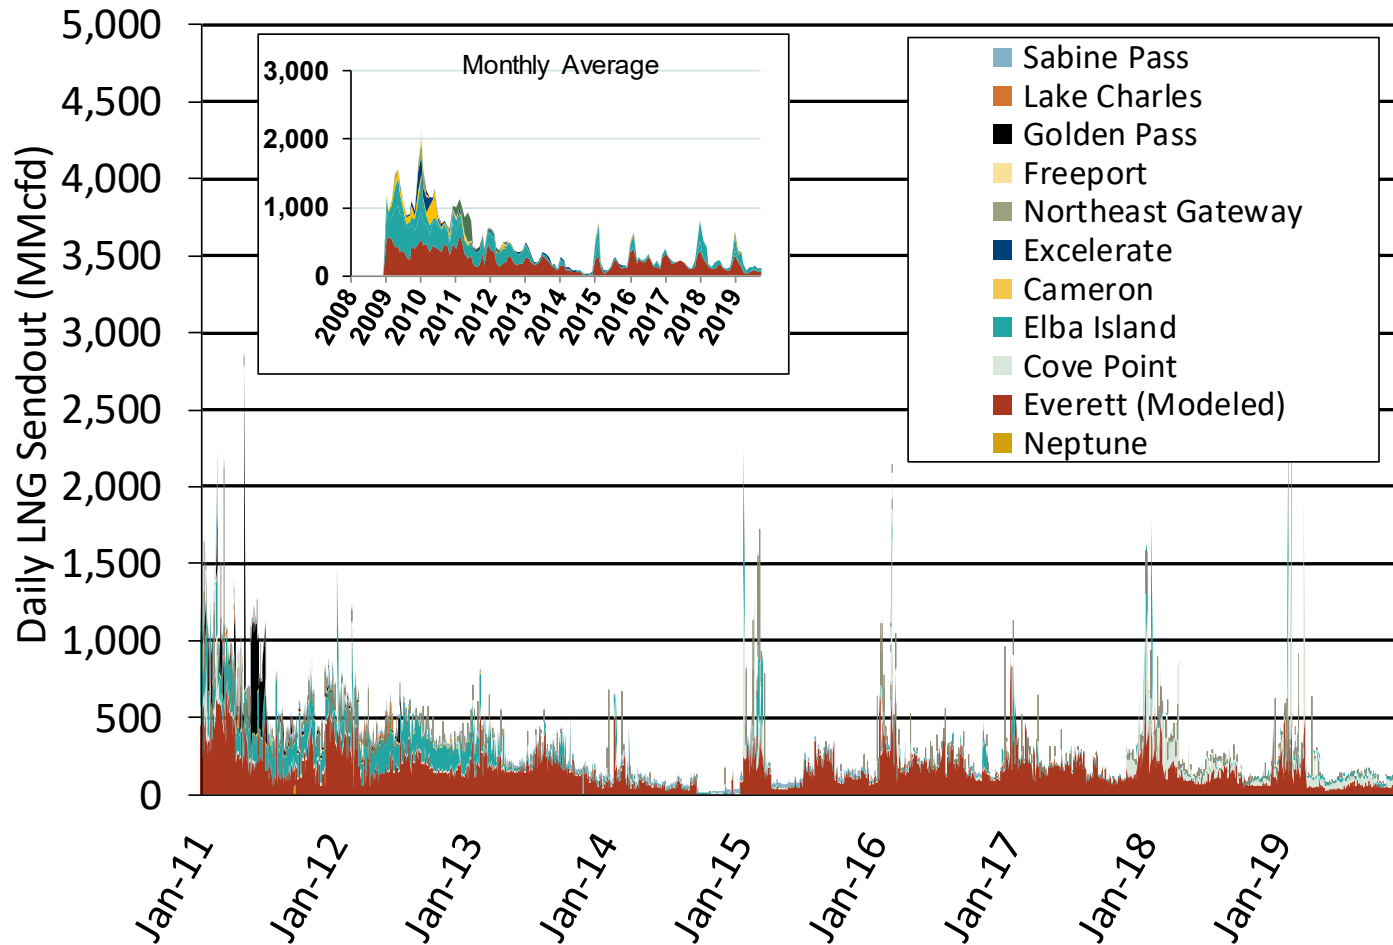 Daily LNG Sendout (MMcfd)
5,000
4,500
4,000
3,500
3,000
2,500
2,000
1,500
1,000
500
0
Monthly Average
3,000
2,000
1,000
0
2008
2009
2010
2011
2012
2013
2014
2015
2016
2017
2018
2019
Sabine Pass
Lake Charles
Golden Pass
Freeport
Northeast Gateway
Excelerate
Cameron
Elba Island
Cove Point
Everett (Modeled)
Neptune
Jan-11
Jan-12
Jan-13
Jan-14
Jan-15
Jan-16
Jan-17
Jan-18
Jan-19